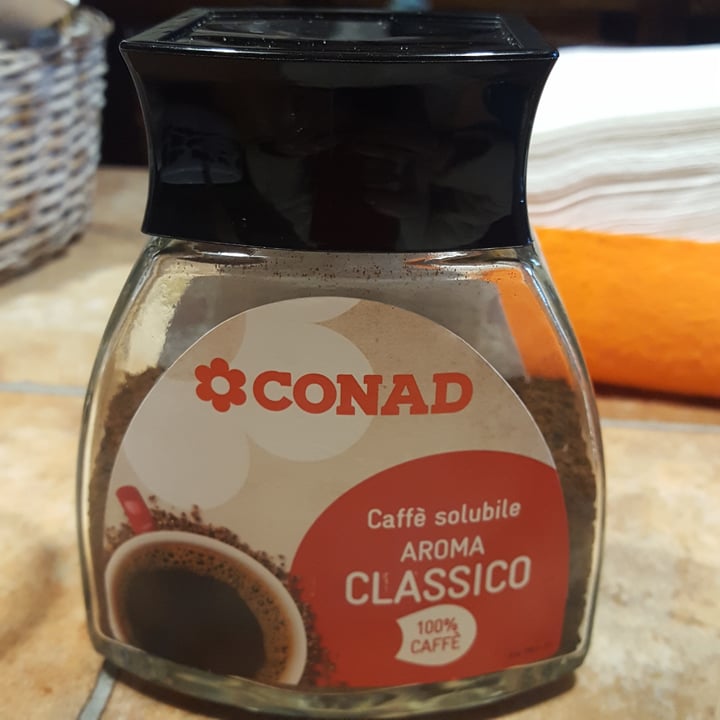 CONAD
Caffè solubile
AROMA
CLASSICO
100%
CAFFÈ